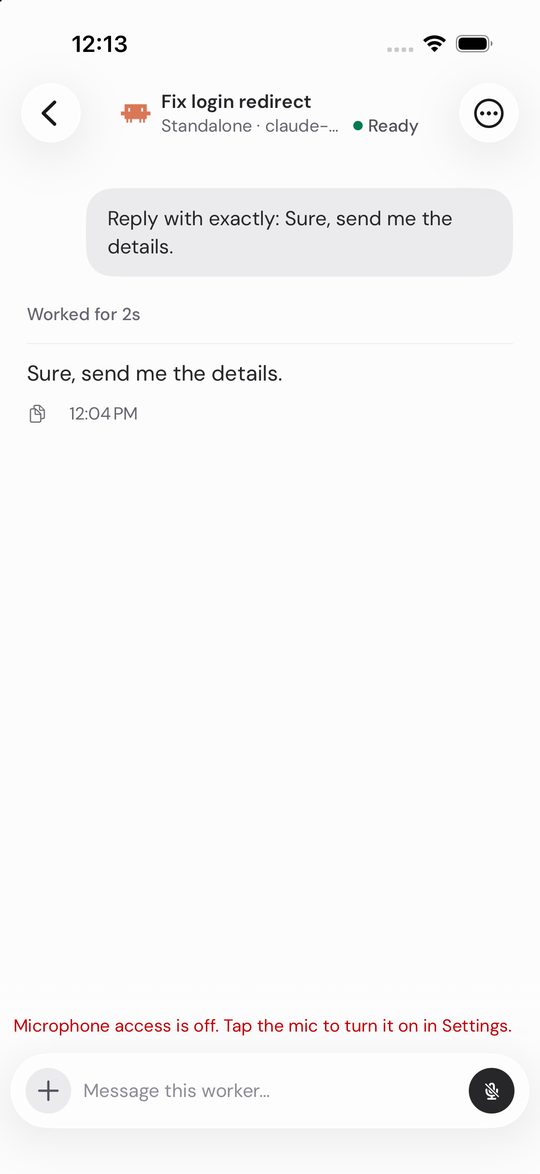 12:13
Fix login redirect
Standalone · claude-... Ready
Reply with exactly: Sure, send me the
details.
Worked for 2s
Sure, send me the details.
12:04 PM
Microphone access is off. Tap the mic to turn it on in Settings.
Message this worker...